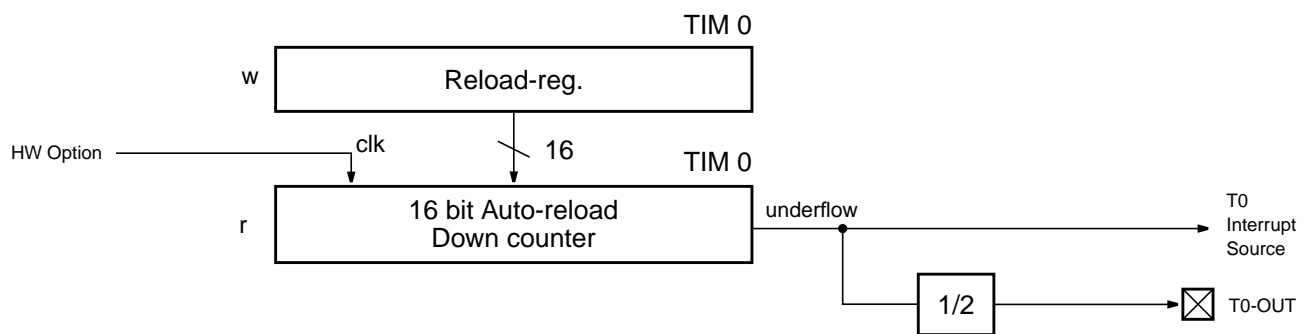 TIM 0
w
Reload-reg.
HW Option
clk
16
TIM 0
r
16 bit Auto-reload
Down counter
underflow
T0
Interrupt
Source
1/2
T0-OUT